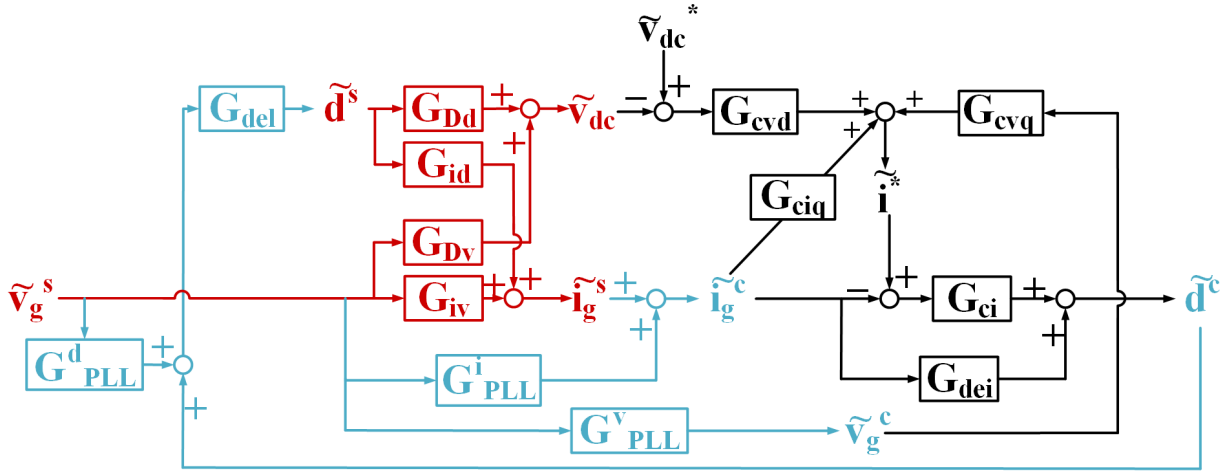 ṽdc*
Gdel
d̃s
GDd
+
ṽdc
−
+
Gcvd
+
+
Gcvq
+
+
Gid
Gciq
ĩ*
GDv
ṽgs
Giv
+
+
ĩgs
+
ĩgc
−
+
Gci
+
d̃c
GdPLL
+
+
GiPLL
+
Gdei
+
GvPLL
ṽgc